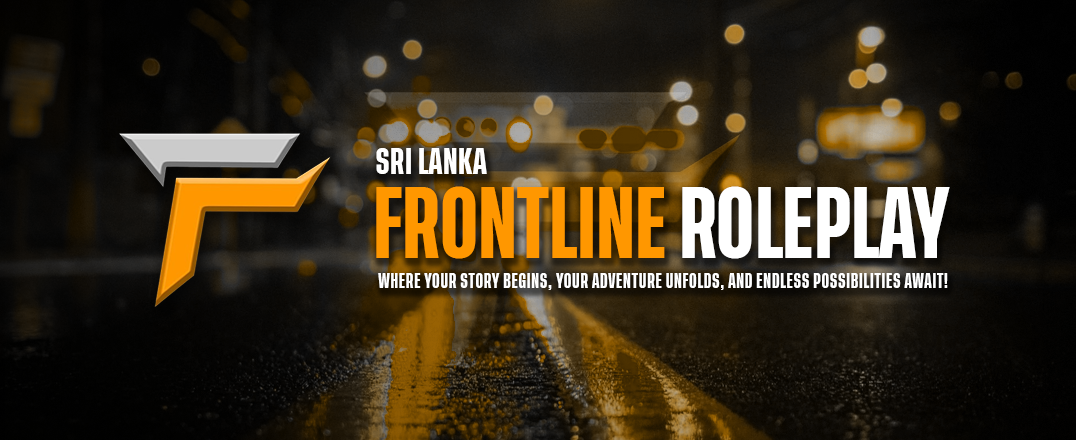 SRI LANKA
FRONTLINE ROLEPLAY
WHERE YOUR STORY BEGINS, YOUR ADVENTURE UNFOLDS, AND ENDLESS POSSIBILITIES AWAIT!